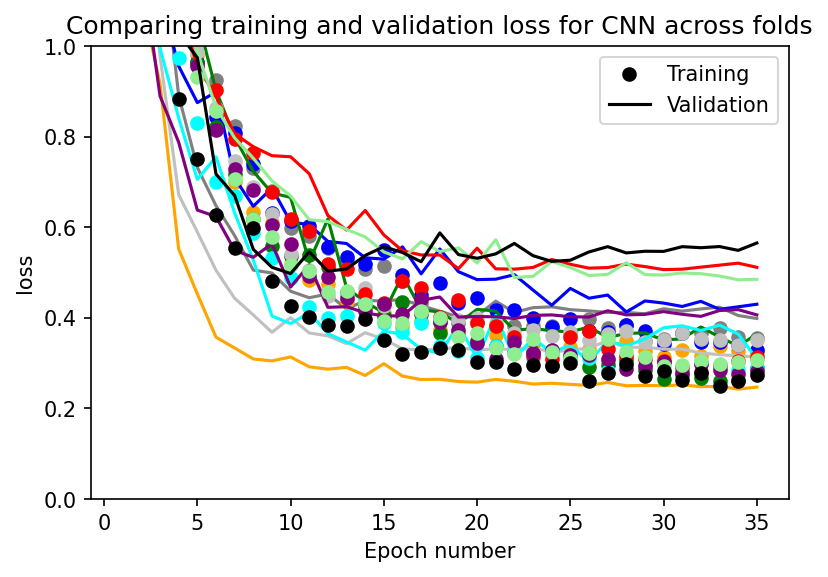 Comparing training and validation loss for CNN across folds
Training
Validation
loss
1.0
0.8
0.6
0.4
0.2
0.0
0 5 10 15 20 25 30 35
Epoch number